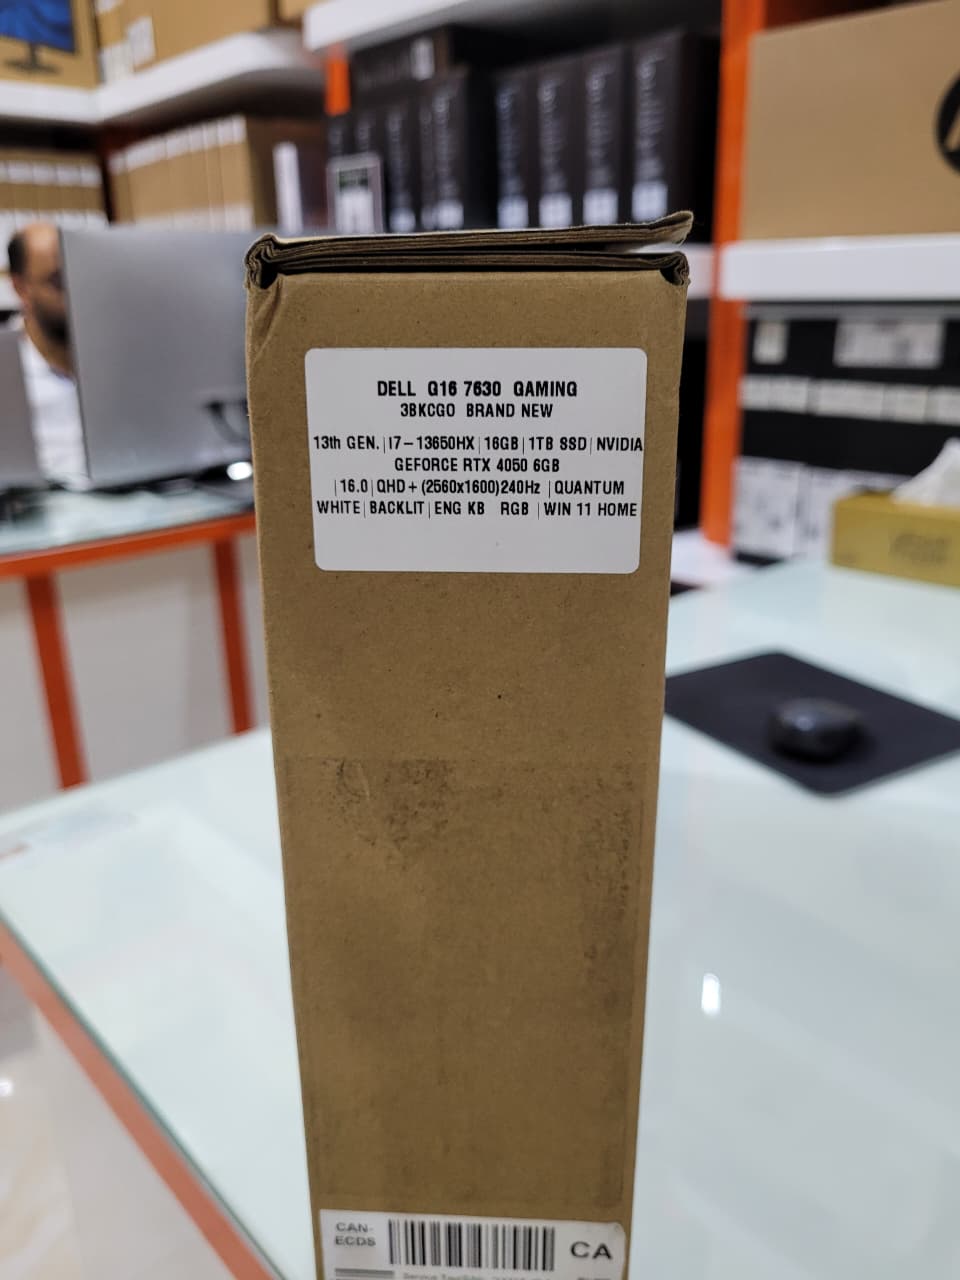 DELL G16 7630 GAMING
3BKCGO BRAND NEW
13th GEN.|I7-13650HX|16GB|1TB SSD|NVIDIA
GEFORCE RTX 4050 6GB
|16.0|QHD+(2560x1600)240Hz |QUANTUM
WHITE|BACKLIT|ENG KB RGB |WIN 11 HOME
CAN-
ECDS
CA